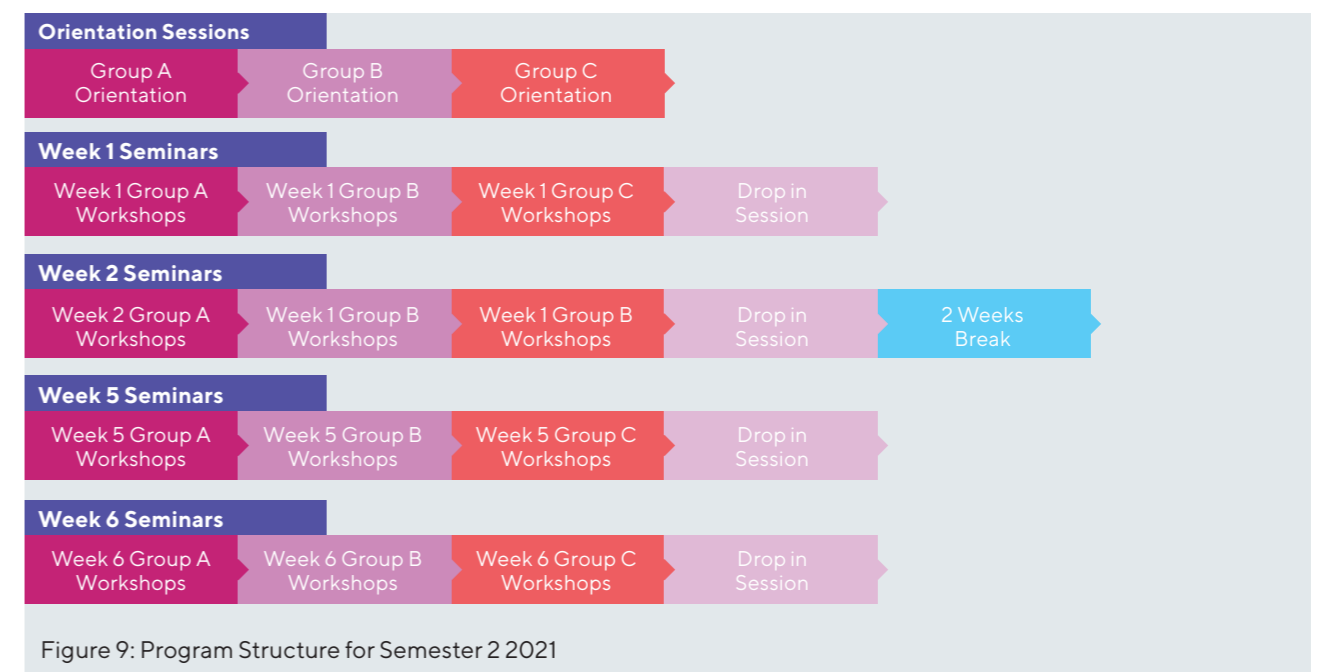 Orientation Sessions
Group A
Orientation
Group B
Orientation
Group C
Orientation
Week 1 Seminars
Week 1 Group A
Workshops
Week 1 Group B
Workshops
Week 1 Group C
Workshops
Drop in
Session
Week 2 Seminars
Week 2 Group A
Workshops
Week 1 Group B
Workshops
Week 1 Group B
Workshops
Drop in
Session
2 Weeks
Break
Week 5 Seminars
Week 5 Group A
Workshops
Week 5 Group B
Workshops
Week 5 Group C
Workshops
Drop in
Session
Week 6 Seminars
Week 6 Group A
Workshops
Week 6 Group B
Workshops
Week 6 Group C
Workshops
Drop in
Session
Figure 9: Program Structure for Semester 2 2021